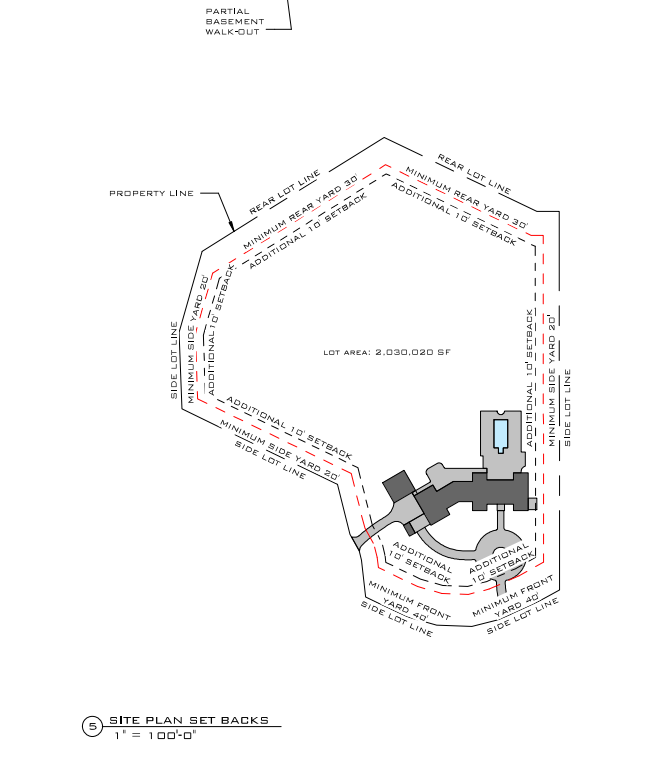 PARTIAL
BASEMENT
WALK-OUT
REAR LOT LINE
REAR LOT LINE
PROPERTY LINE
MINIMUM REAR YARD 30'
ADDITIONAL 10' SETBACK
MINIMUM REAR YARD 30'
ADDITIONAL 10' SETBACK
SIDE LOT LINE
MINIMUM SIDE YARD 20'
ADDITIONAL 10' SETBACK
LOT AREA: 2,030,020 SF
ADDITIONAL 10' SETBACK
MINIMUM SIDE YARD 20'
SIDE LOT LINE
ADDITIONAL 10' SETBACK
MINIMUM SIDE YARD 20'
SIDE LOT LINE
ADDITIONAL
10' SETBACK
ADDITIONAL
10' SETBACK
MINIMUM FRONT
YARD 40'
SIDE LOT LINE
MINIMUM FRONT
YARD 40'
SIDE LOT LINE
5 SITE PLAN SET BACKS
1" = 100'-0"